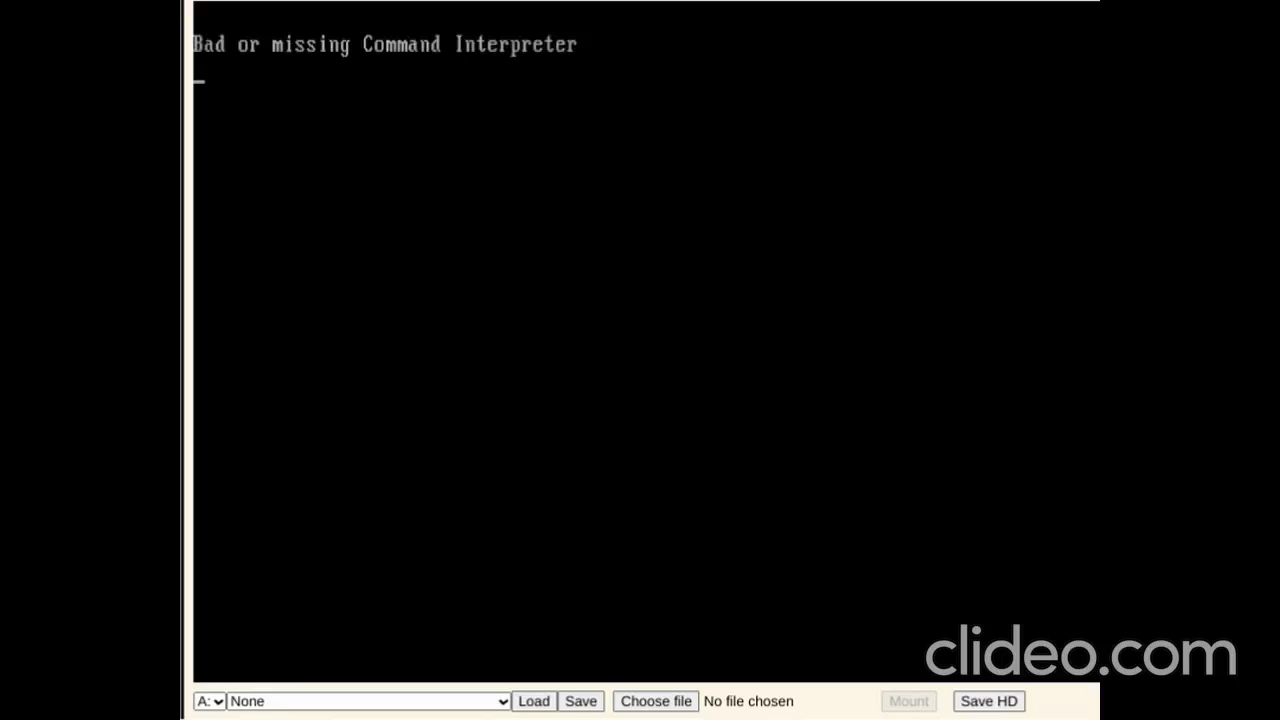 Bad or missing Command Interpreter
clideo.com
A: None Load Save Choose file No file chosen Mount Save HD